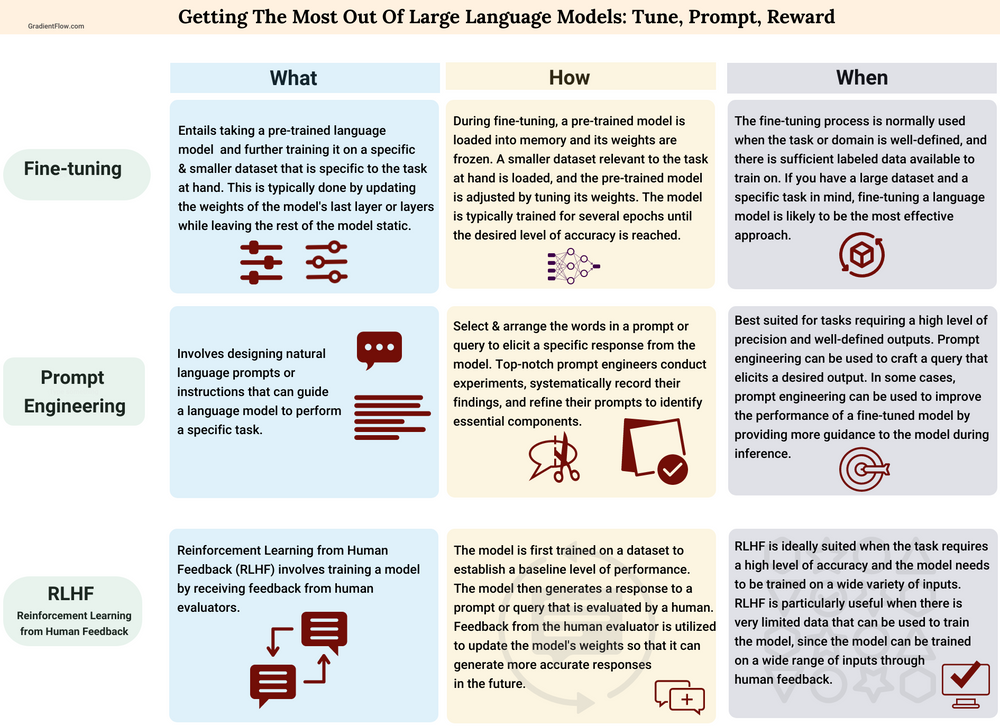 Getting The Most Out Of Large Language Models: Tune, Prompt, Reward
GradientFlow.com
What
How
When
Fine-tuning
Entails taking a pre-trained language
model and further training it on a specific
& smaller dataset that is specific to the task
at hand. This is typically done by updating
the weights of the model's last layer or layers
while leaving the rest of the model static.
During fine-tuning, a pre-trained model is
loaded into memory and its weights are
frozen. A smaller dataset relevant to the task
at hand is loaded, and the pre-trained model
is adjusted by tuning its weights. The model
is typically trained for several epochs until
the desired level of accuracy is reached.
The fine-tuning process is normally used
when the task or domain is well-defined, and
there is sufficient labeled data available to
train on. If you have a large dataset and a
specific task in mind, fine-tuning a language
model is likely to be the most effective
approach.
Prompt
Engineering
Involves designing natural
language prompts or
instructions that can guide
a language model to perform
a specific task.
Select & arrange the words in a prompt or
query to elicit a specific response from the
model. Top-notch prompt engineers conduct
experiments, systematically record their
findings, and refine their prompts to identify
essential components.
Best suited for tasks requiring a high level of
precision and well-defined outputs. Prompt
engineering can be used to craft a query that
elicits a desired output. In some cases,
prompt engineering can be used to improve
the performance of a fine-tuned model by
providing more guidance to the model during
inference.
RLHF
Reinforcement Learning
from Human Feedback
Reinforcement Learning from Human
Feedback (RLHF) involves training a model
by receiving feedback from human
evaluators.
The model is first trained on a dataset to
establish a baseline level of performance.
The model then generates a response to a
prompt or query that is evaluated by a human.
Feedback from the human evaluator is utilized
to update the model's weights so that it can
generate more accurate responses
in the future.
RLHF is ideally suited when the task requires
a high level of accuracy and the model needs
to be trained on a wide variety of inputs.
RLHF is particularly useful when there is
very limited data that can be used to train
the model, since the model can be trained
on a wide range of inputs through
human feedback.